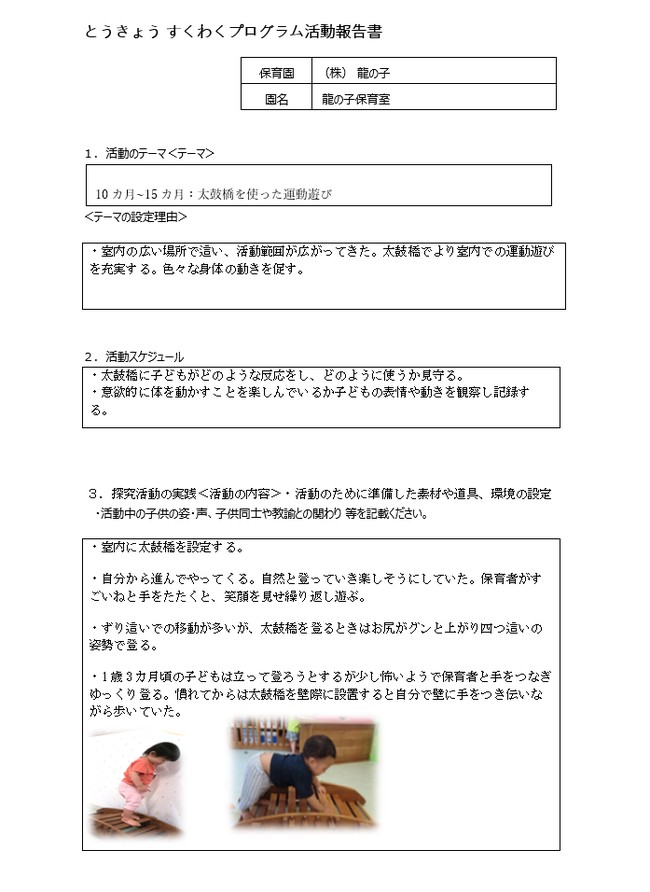 とうきょう すくわくプログラム活動報告書
保育園 （株） 龍の子
園名 龍の子保育室
１．活動のテーマ＜テーマ＞
10 カ月~15 カ月：太鼓橋を使った運動遊び
＜テーマの設定理由＞
・室内の広い場所で這い、活動範囲が広がってきた。太鼓橋でより室内での運動遊び
を充実する。色々な身体の動きを促す。
２．活動スケジュール
・太鼓橋に子どもがどのような反応をし、どのように使うか見守る。
・意欲的に体を動かすことを楽しんでいるか子どもの表情や動きを観察し記録す
る。
３．探究活動の実践＜活動の内容＞・活動のために準備した素材や道具、環境の設定
・活動中の子供の姿・声、子供同士や教諭との関わり 等を記載ください。
・室内に太鼓橋を設定する。
・自分から進んでやってくる。自然と登っていき楽しそうにしていた。保育者がす
ごいねと手をたたくと、笑顔を見せ繰り返し遊ぶ。
・ずり這いでの移動が多いが、太鼓橋を登るときはお尻がグンと上がり四つ這いの
姿勢で登る。
・１歳３カ月頃の子どもは立って登ろうとするが少し怖いようで保育者と手をつなぎ
ゆっくり登る。慣れてからは太鼓橋を壁際に設置すると自分で壁に手をつき伝いな
がら歩いていた。